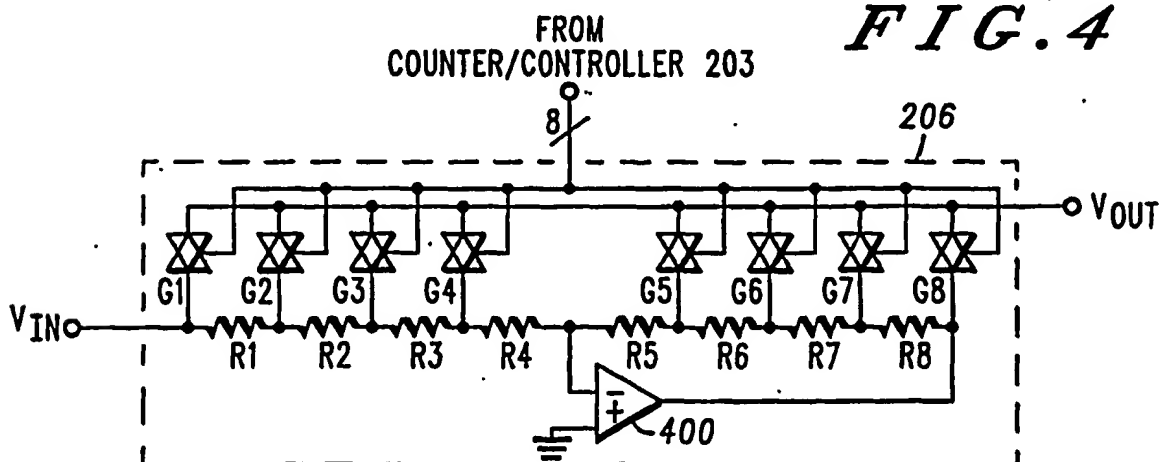 FIG.4
FROM
COUNTER/CONTROLLER 203
8
206
VOUT
G1 G2 G3 G4 G5 G6 G7 G8
VIN
R1 R2 R3 R4 R5 R6 R7 R8
−
+
400